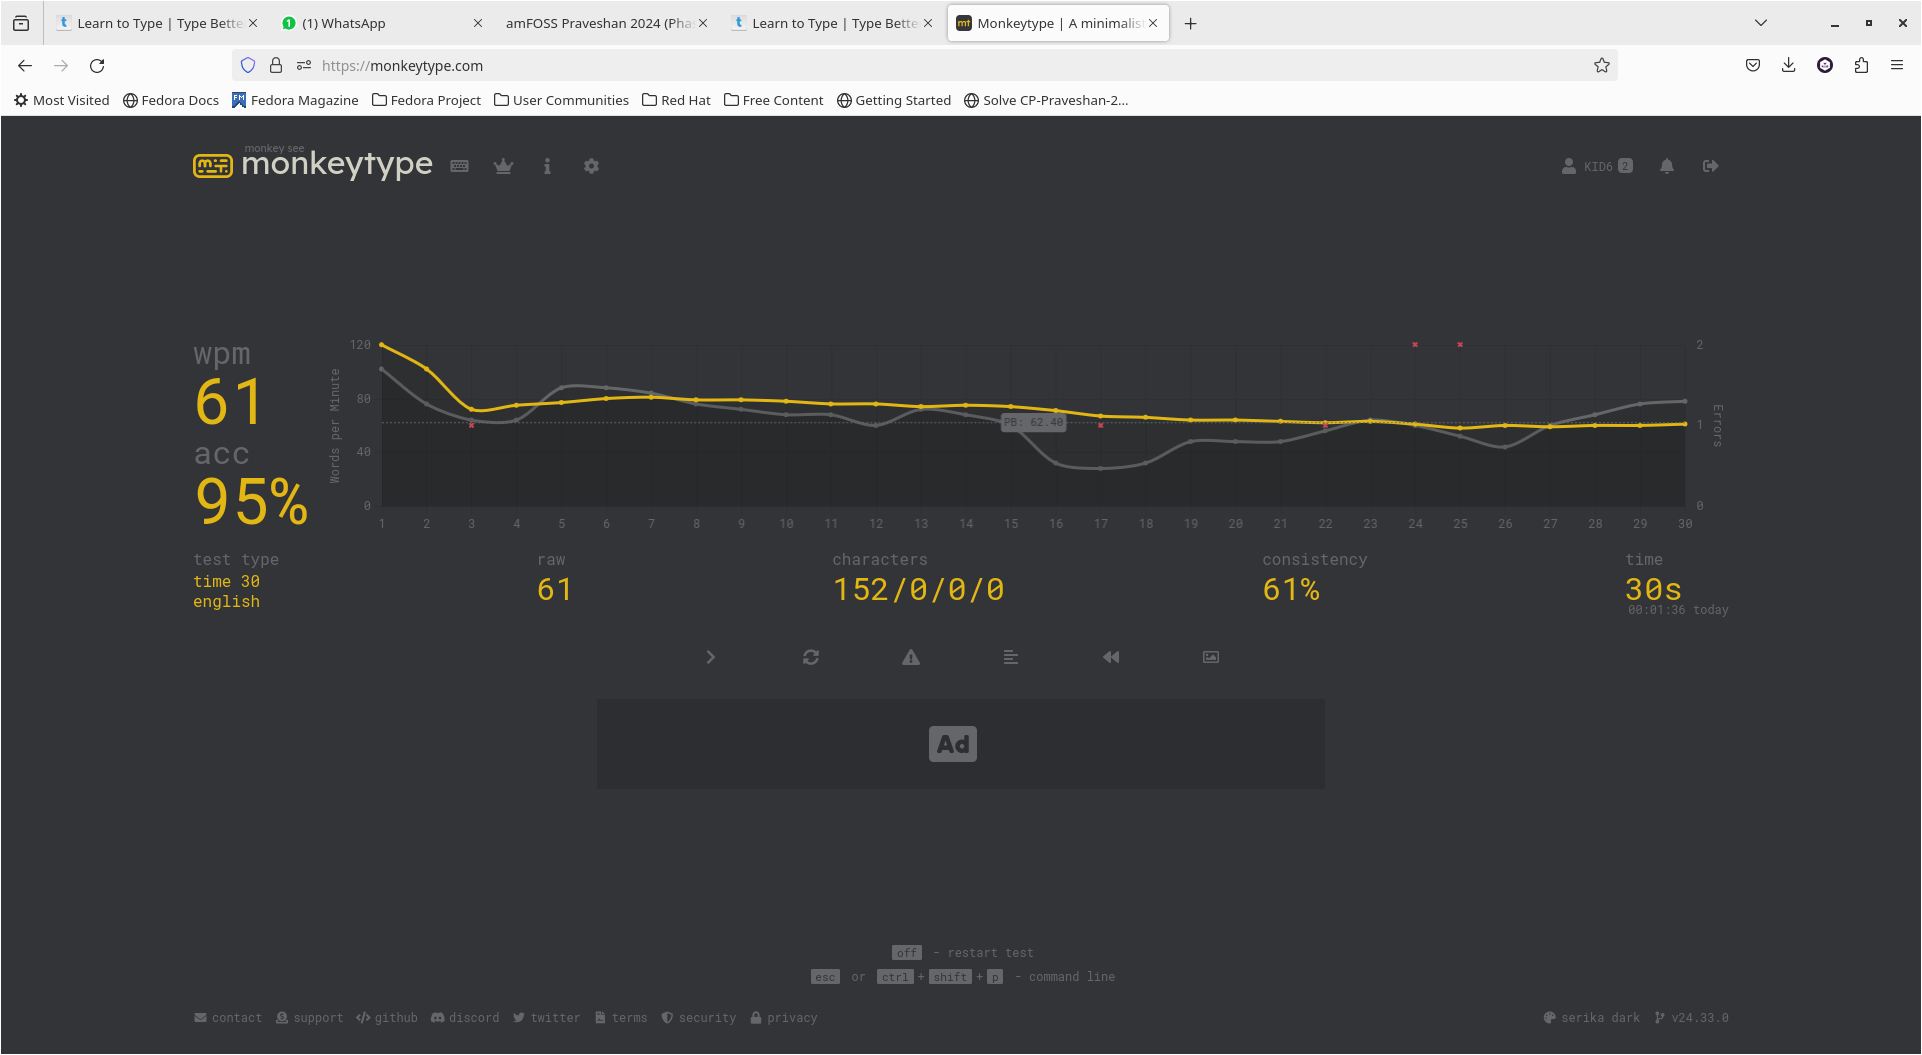 Learn to Type | Type Bette
(1) WhatsApp
amFOSS Praveshan 2024 (Pha
Learn to Type | Type Bette
Monkeytype | A minimalis
https://monkeytype.com
Most Visited
Fedora Docs
Fedora Magazine
Fedora Project
User Communities
Red Hat
Free Content
Getting Started
Solve CP-Praveshan-2...
monkey see
monkeytype
KID6 2
wpm
61
acc
95%
Words per Minute
120
80
40
0
PB: 62.40
2
1
0
Errors
1 2 3 4 5 6 7 8 9 10 11 12 13 14 15 16 17 18 19 20 21 22 23 24 25 26 27 28 29 30
test type
time 30
english
raw
61
characters
152/0/0/0
consistency
61%
time
30s
00:01:36 today
Ad
off - restart test
esc or ctrl + shift + p - command line
contact support github discord twitter terms security privacy
serika dark v24.33.0